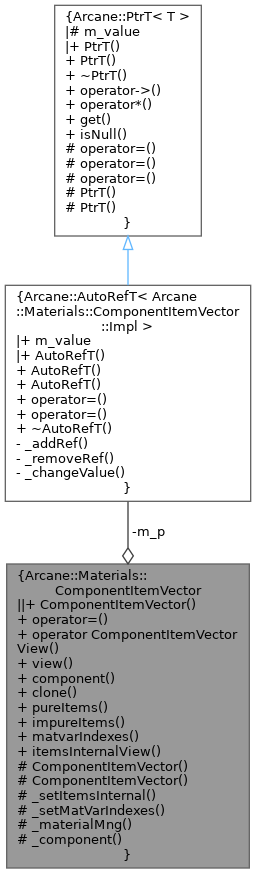 {Arcane::PtrT< T >
|# m_value
|+ PtrT()
+ PtrT()
+ ~PtrT()
+ operator->()
+ operator*()
+ get()
+ isNull()
# operator=()
# operator=()
# operator=()
# PtrT()
# PtrT()
}
{Arcane::AutoRefT< Arcane
::Materials::ComponentItemVector
::Impl >
|+ m_value
|+ AutoRefT()
+ AutoRefT()
+ AutoRefT()
+ operator=()
+ operator=()
+ ~AutoRefT()
- _addRef()
- _removeRef()
- _changeValue()
}
-m_p
{Arcane::Materials::
ComponentItemVector
||+ ComponentItemVector()
+ operator=()
+ operator ComponentItemVector
View()
+ view()
+ component()
+ clone()
+ pureItems()
+ impureItems()
+ matvarIndexes()
+ itemsInternalView()
# ComponentItemVector()
# ComponentItemVector()
# _setItemsInternal()
# _setMatVarIndexes()
# _materialMng()
# _component()
}